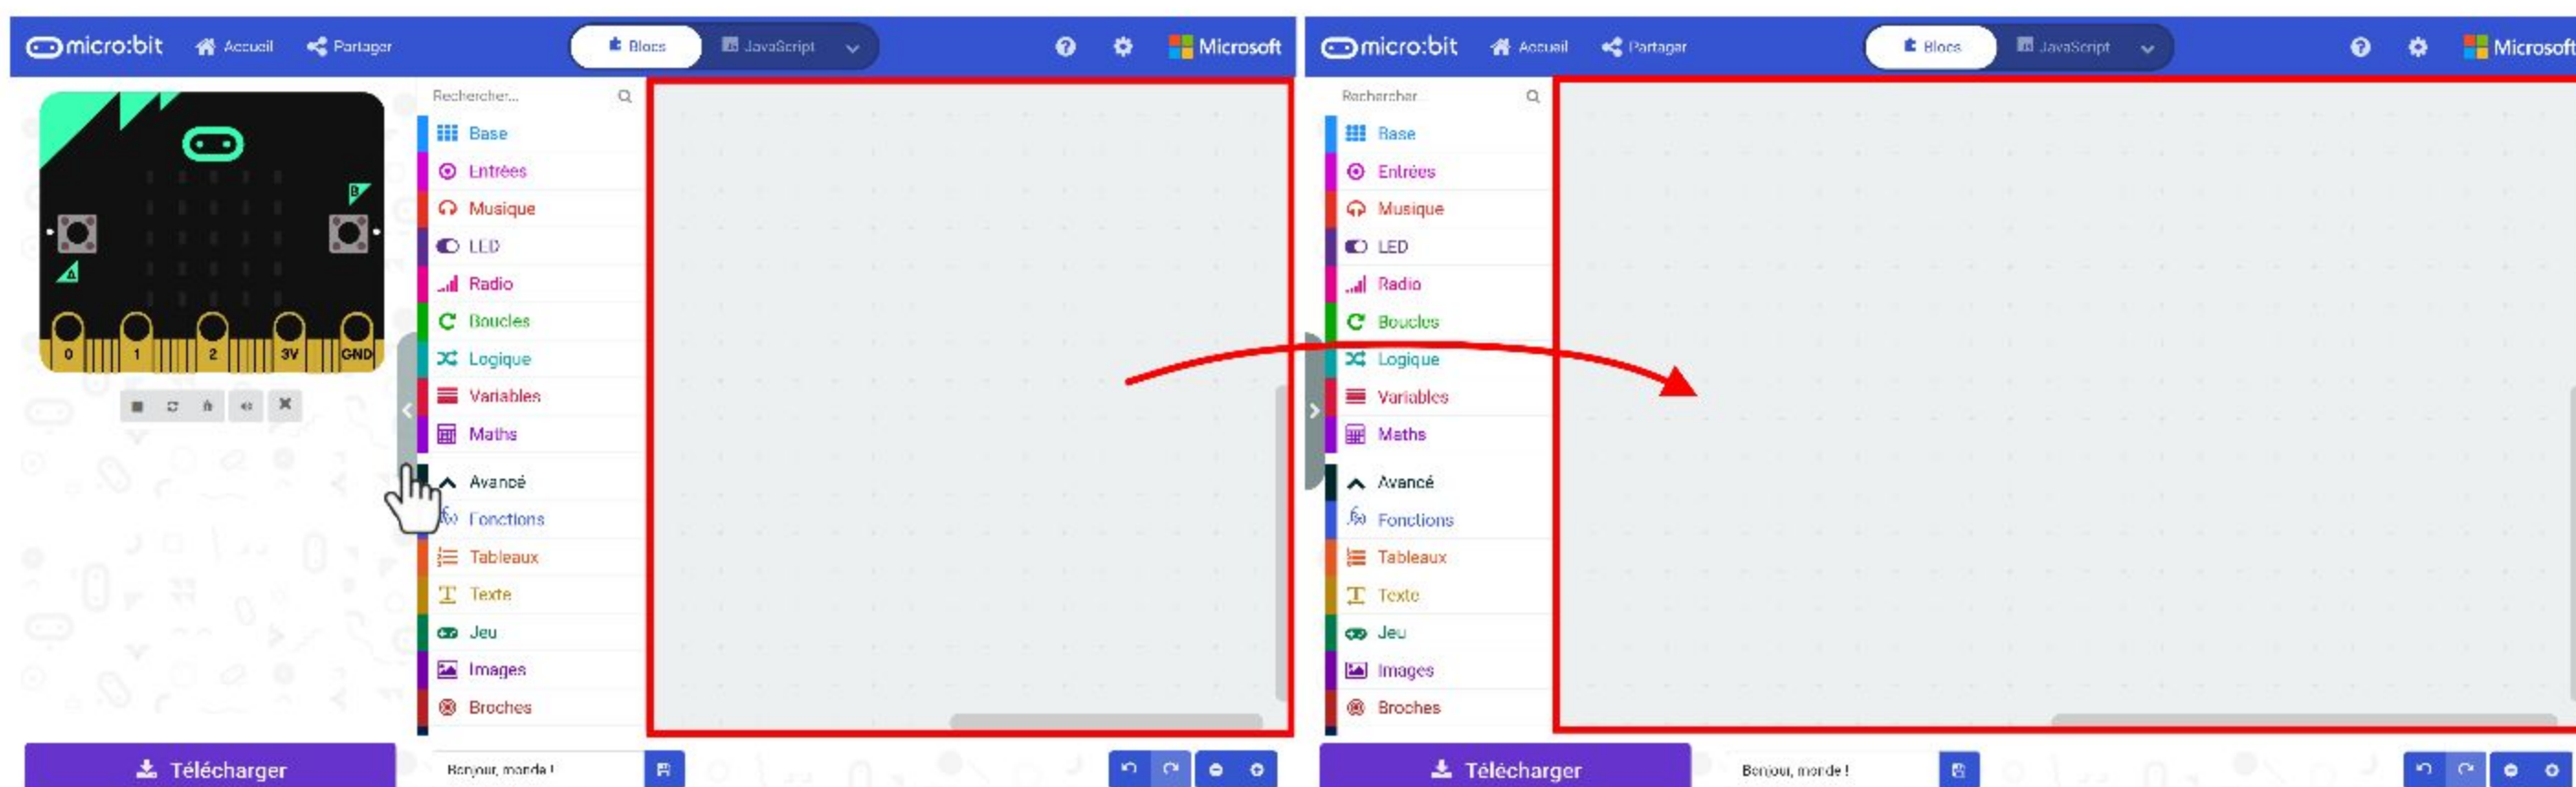 micro:bit Accueil Partager Blocs JavaScript Microsoft
Rechercher...
Base
Entrées
Musique
LED
Radio
Boucles
Logique
Variables
Maths
Avancé
Fonctions
Tableaux
Texte
Jeu
Images
Broches
B
A
0 1 2 3V GND
Télécharger
Bonjour, monde !
micro:bit Accueil Partager Blocs JavaScript Microsoft
Rechercher...
Base
Entrées
Musique
LED
Radio
Boucles
Logique
Variables
Maths
Avancé
Fonctions
Tableaux
Texte
Jeu
Images
Broches
Télécharger
Bonjour, monde !